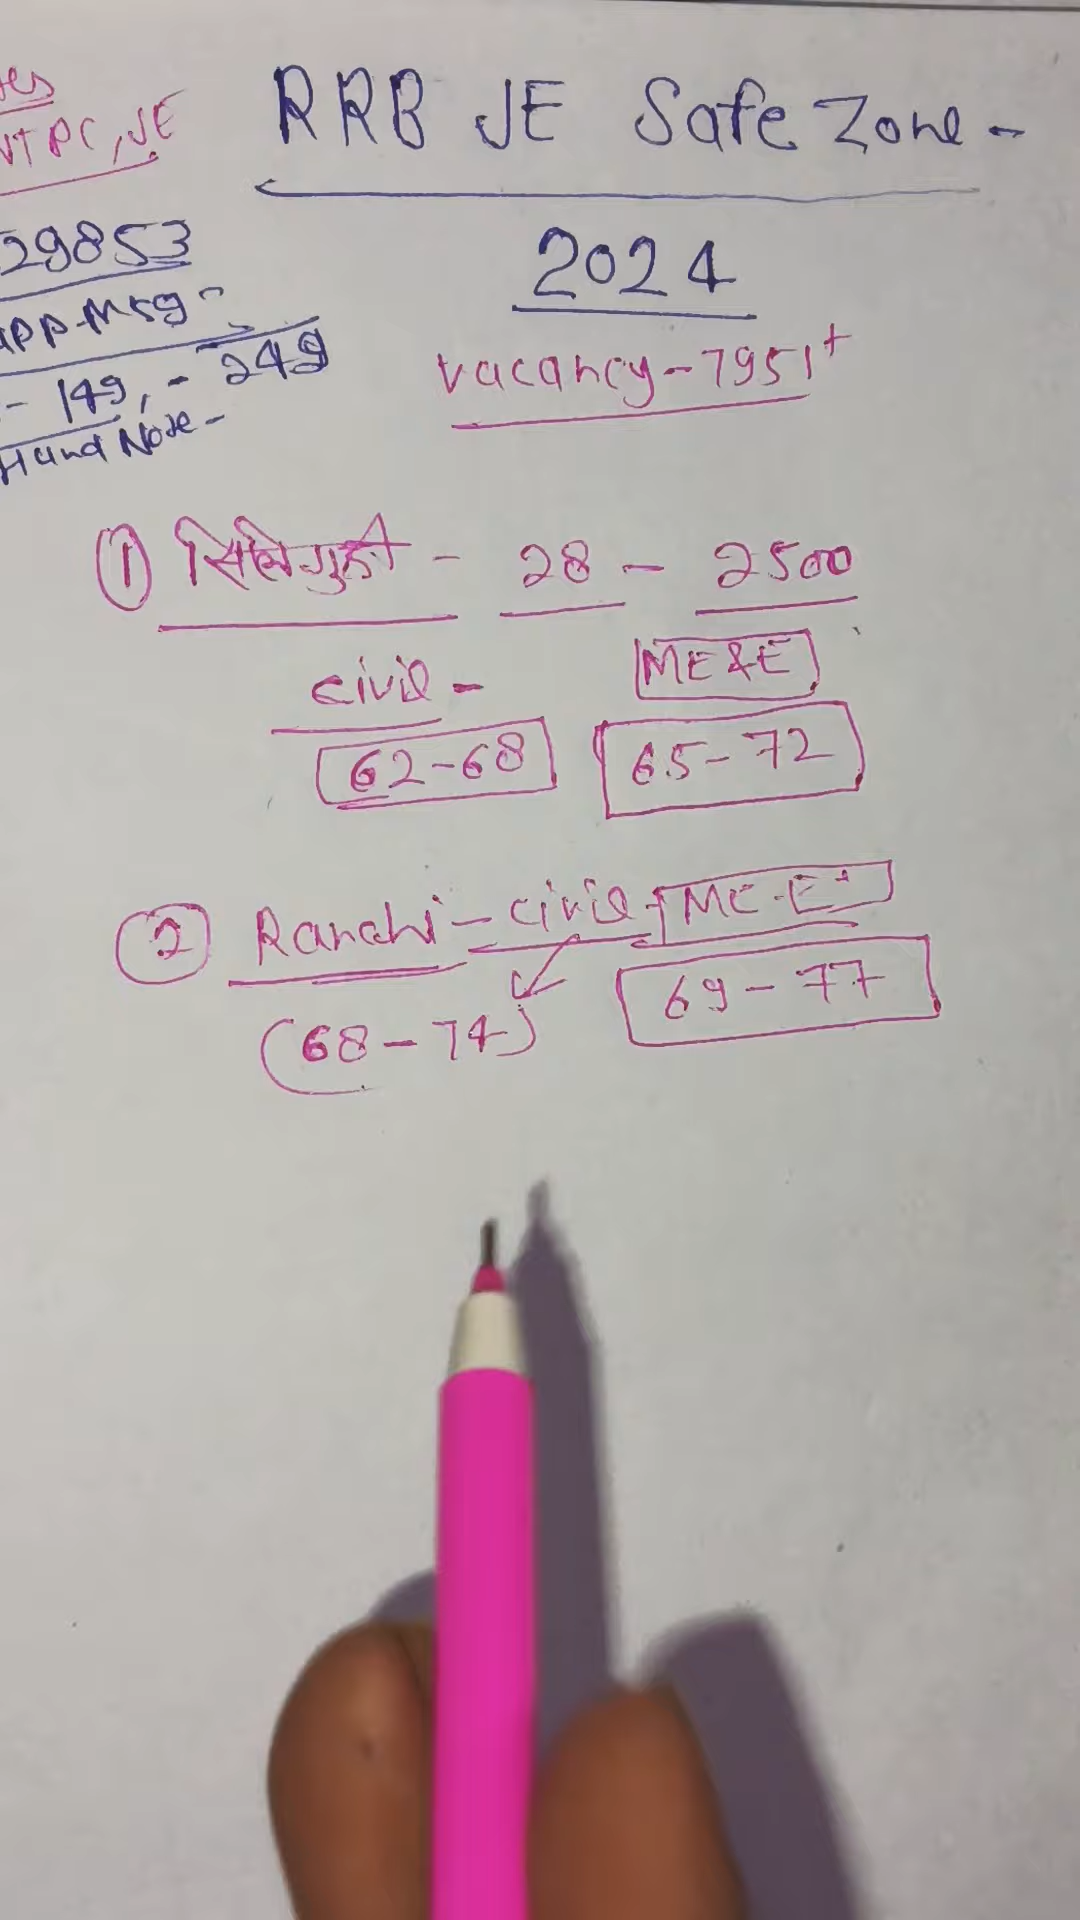 RRB JE Safe Zone -
2024
vacancy - 7951+
NTPC, JE
29853
APP-Msg -
- 149, - 249
Hand Note -
① सिलिगुड़ी - 28 - 2500
civil - ME & E
62-68 65-72
② Ranchi - civil - ME-E+
(68-74) 69-77